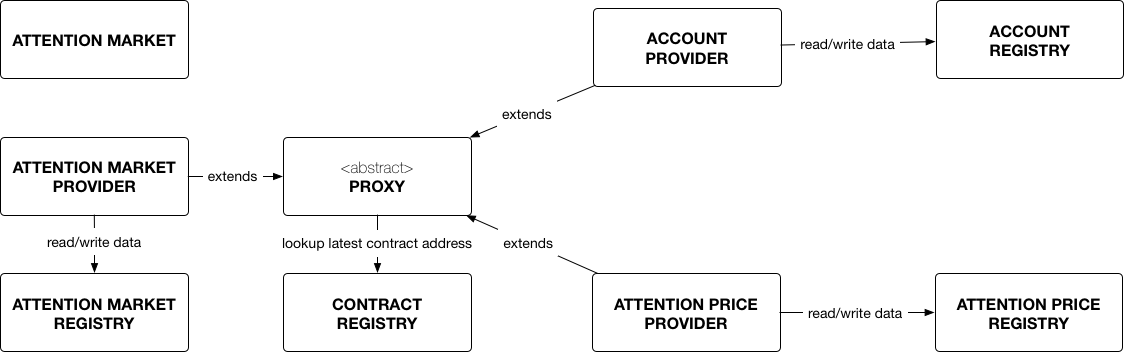 ATTENTION MARKET
ACCOUNT
PROVIDER
read/write data
ACCOUNT
REGISTRY
extends
ATTENTION MARKET
PROVIDER
extends
<abstract>
PROXY
read/write data
lookup latest contract address
extends
ATTENTION MARKET
REGISTRY
CONTRACT
REGISTRY
ATTENTION PRICE
PROVIDER
read/write data
ATTENTION PRICE
REGISTRY